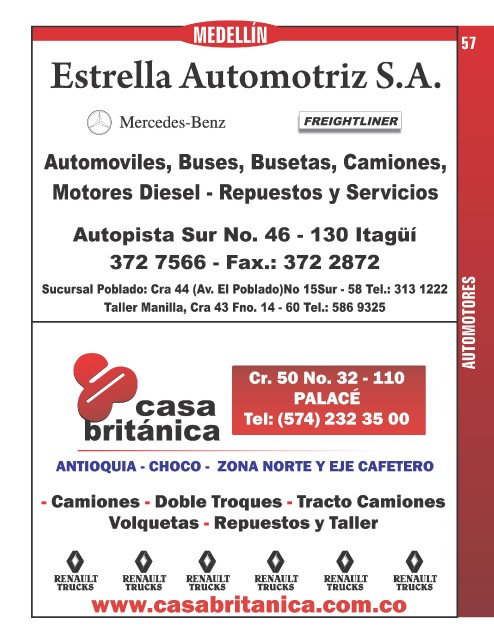 MEDELLÍN
57
Estrella Automotriz S.A.
Mercedes-Benz FREIGHTLINER
Automoviles, Buses, Busetas, Camiones,
Motores Diesel - Repuestos y Servicios
Autopista Sur No. 46 - 130 Itagüí
372 7566 - Fax.: 372 2872
Sucursal Poblado: Cra 44 (Av. El Poblado)No 15Sur - 58 Tel.: 313 1222
Taller Manilla, Cra 43 Fno. 14 - 60 Tel.: 586 9325
AUTOMOTORES
casa
británica
Cr. 50 No. 32 - 110
PALACÉ
Tel: (574) 232 35 00
ANTIOQUIA - CHOCO - ZONA NORTE Y EJE CAFETERO
- Camiones - Doble Troques - Tracto Camiones
Volquetas - Repuestos y Taller
RENAULT RENAULT RENAULT RENAULT RENAULT RENAULT
TRUCKS TRUCKS TRUCKS TRUCKS TRUCKS TRUCKS
www.casabritanica.com.co